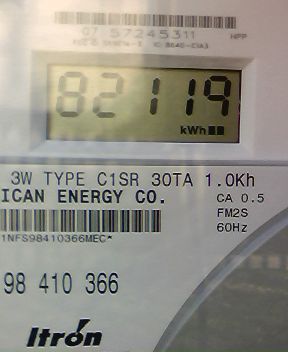 07 57245311 HPP
82119
kWh
3W TYPE C1SR 30TA 1.0Kh
ICAN ENERGY CO. CA 0.5
FM2S
1NFS98410366MEC* 60Hz
98 410 366
Itron